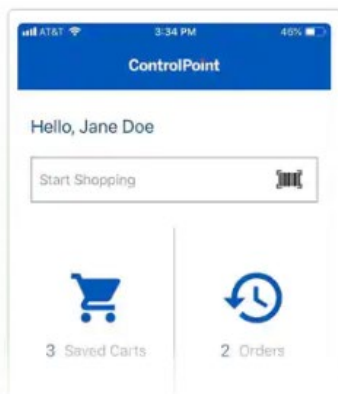 AT&T 3:34 PM 46%
ControlPoint
Hello, Jane Doe
Start Shopping
3 Saved Carts 2 Orders